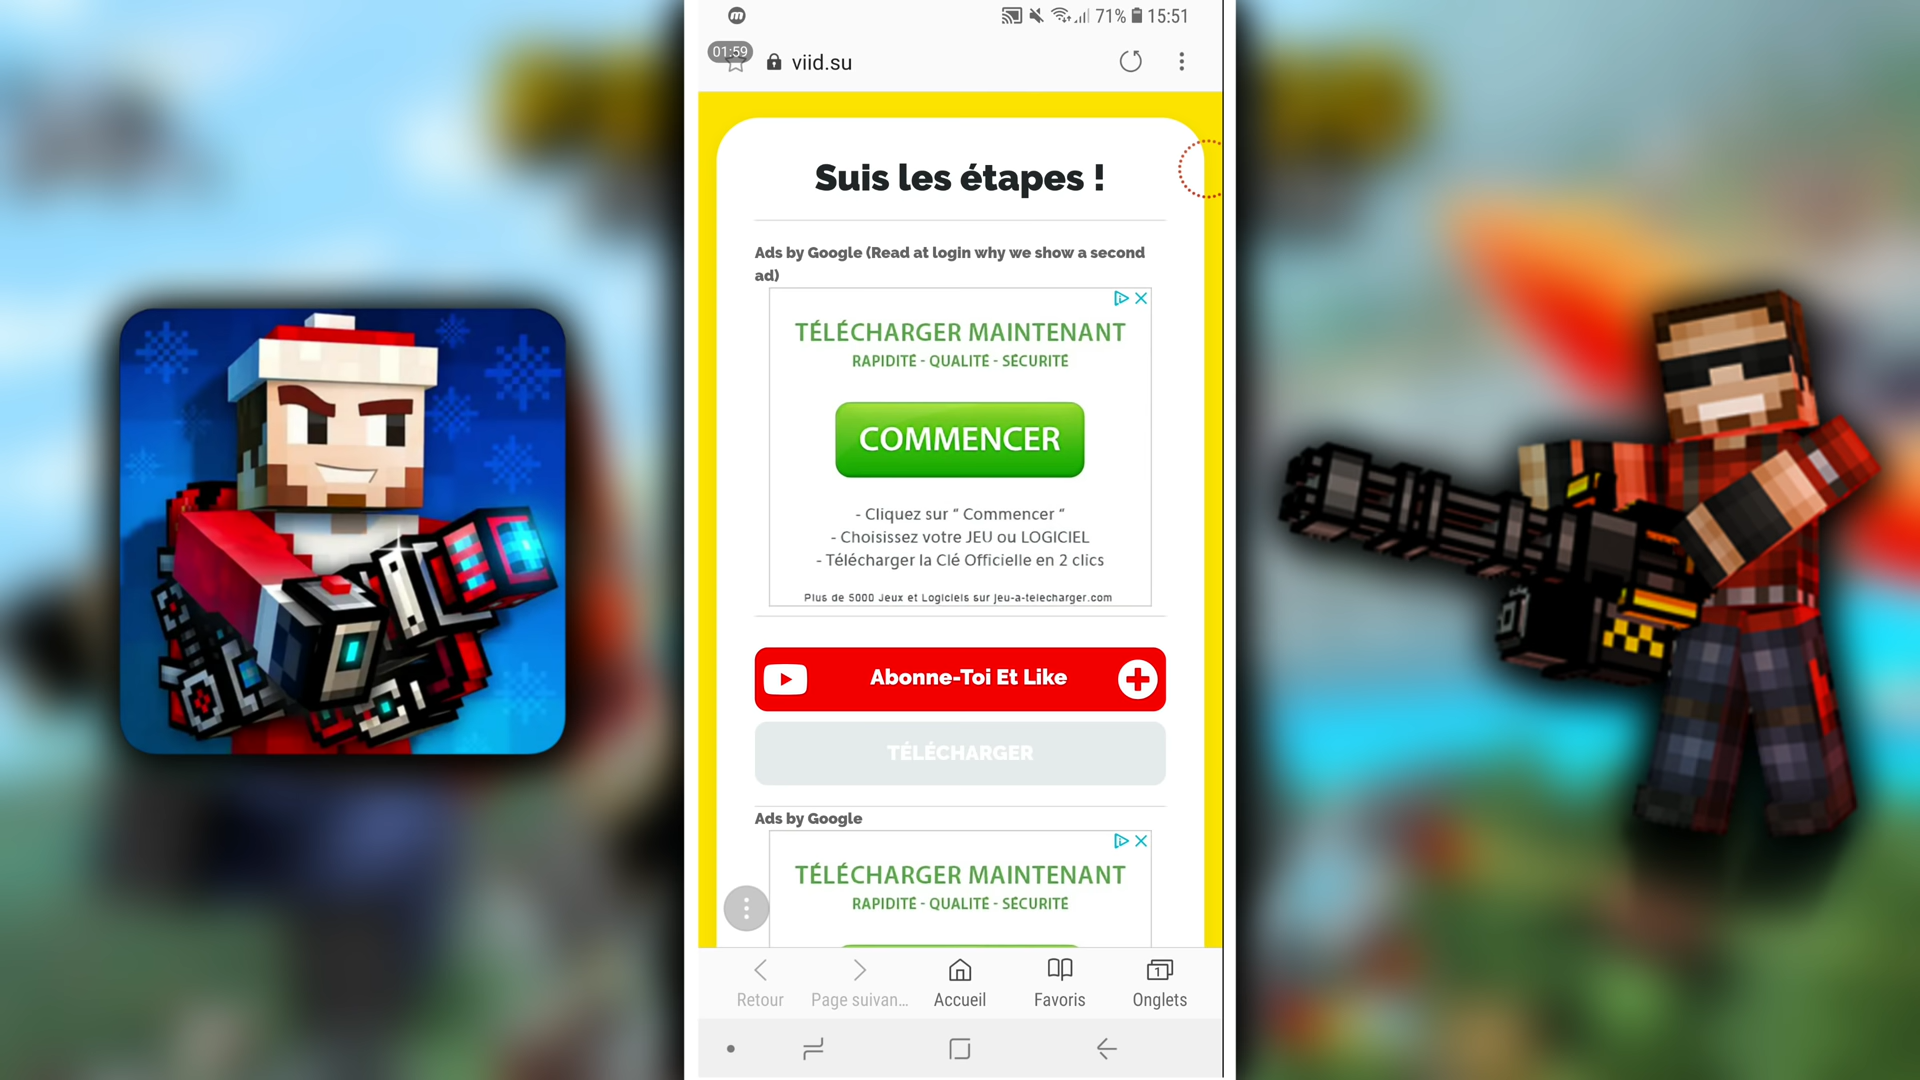 71% 15:51
01:59
viid.su
Suis les étapes !
Ads by Google (Read at login why we show a second
ad)
TÉLÉCHARGER MAINTENANT
RAPIDITÉ - QUALITÉ - SÉCURITÉ
COMMENCER
- Cliquez sur “ Commencer “
- Choisissez votre JEU ou LOGICIEL
- Télécharger la Clé Officielle en 2 clics
Plus de 5000 Jeux et Logiciels sur jeu-a-telecharger.com
Abonne-Toi Et Like
TÉLÉCHARGER
Ads by Google
TÉLÉCHARGER MAINTENANT
RAPIDITÉ - QUALITÉ - SÉCURITÉ
1
Retour Page suivan... Accueil Favoris Onglets